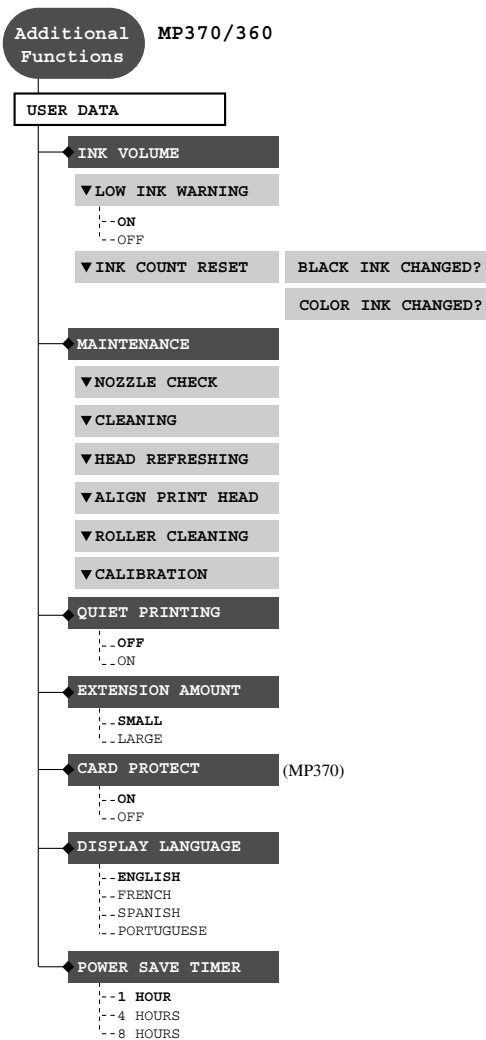 Additional
Functions
MP370/360
USER DATA
INK VOLUME
▼LOW INK WARNING
ON
OFF
▼INK COUNT RESET
BLACK INK CHANGED?
COLOR INK CHANGED?
MAINTENANCE
▼NOZZLE CHECK
▼CLEANING
▼HEAD REFRESHING
▼ALIGN PRINT HEAD
▼ROLLER CLEANING
▼CALIBRATION
QUIET PRINTING
OFF
ON
EXTENSION AMOUNT
SMALL
LARGE
CARD PROTECT (MP370)
ON
OFF
DISPLAY LANGUAGE
ENGLISH
FRENCH
SPANISH
PORTUGUESE
POWER SAVE TIMER
1 HOUR
4 HOURS
8 HOURS